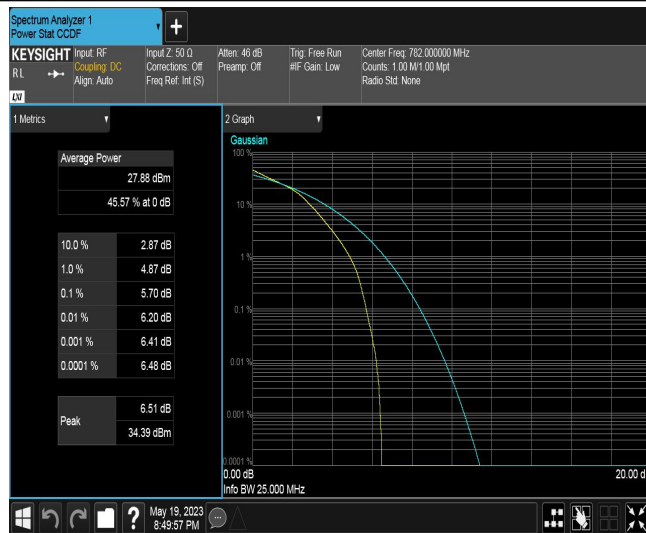 Spectrum Analyzer 1
Power Stat CCDF
+
KEYSIGHT
RL
LXI
Input: RF
Coupling: DC
Align: Auto
Input Z: 50 Ω
Corrections: Off
Freq Ref: Int (S)
Atten: 46 dB
Preamp: Off
Trig: Free Run
#IF Gain: Low
Center Freq: 782.000000 MHz
Counts: 1.00 M/1.00 Mpt
Radio Std: None
1 Metrics
Average Power
27.88 dBm
45.57 % at 0 dB
10.0 % 2.87 dB
1.0 % 4.87 dB
0.1 % 5.70 dB
0.01 % 6.20 dB
0.001 % 6.41 dB
0.0001 % 6.48 dB
Peak
6.51 dB
34.39 dBm
2 Graph
Gaussian
100 %
10 %
1 %
0.1 %
0.01 %
0.001 %
0.0001 %
0.00 dB
20.00 d
Info BW 25.000 MHz
?
May 19, 2023
8:49:57 PM